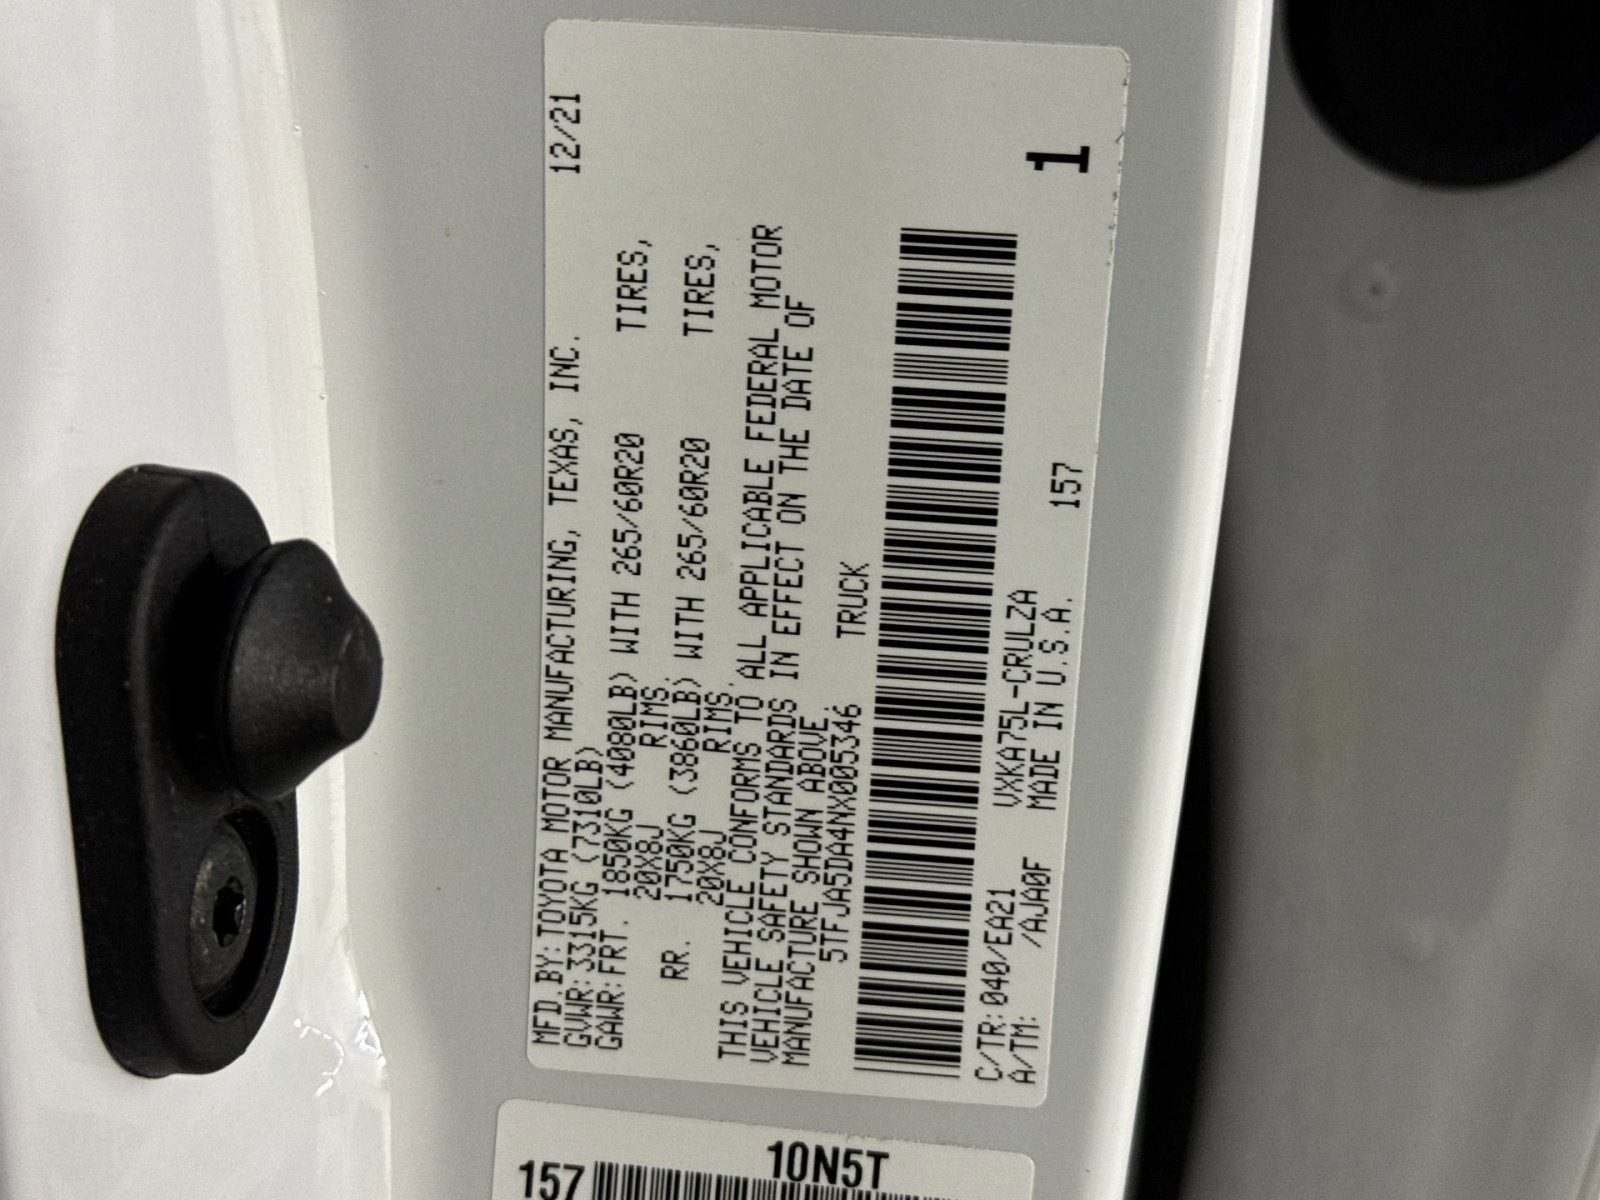 MFD.BY:TOYOTA MOTOR MANUFACTURING, TEXAS, INC. 12/21
GVWR:3315KG (7310LB)
GAWR:FRT. 1850KG (4080LB) WITH 265/60R20 TIRES,
20X8J RIMS.
RR. 1750KG (3860LB) WITH 265/60R20 TIRES,
20X8J RIMS.
THIS VEHICLE CONFORMS TO ALL APPLICABLE FEDERAL MOTOR
VEHICLE SAFETY STANDARDS IN EFFECT ON THE DATE OF
MANUFACTURE SHOWN ABOVE.
5TFJA5DA4NX005346 TRUCK
1
C/TR:040/EA21 VXKA75L-CRULZA
A/TM: /AJA0F MADE IN U.S.A. 157
10N5T
157